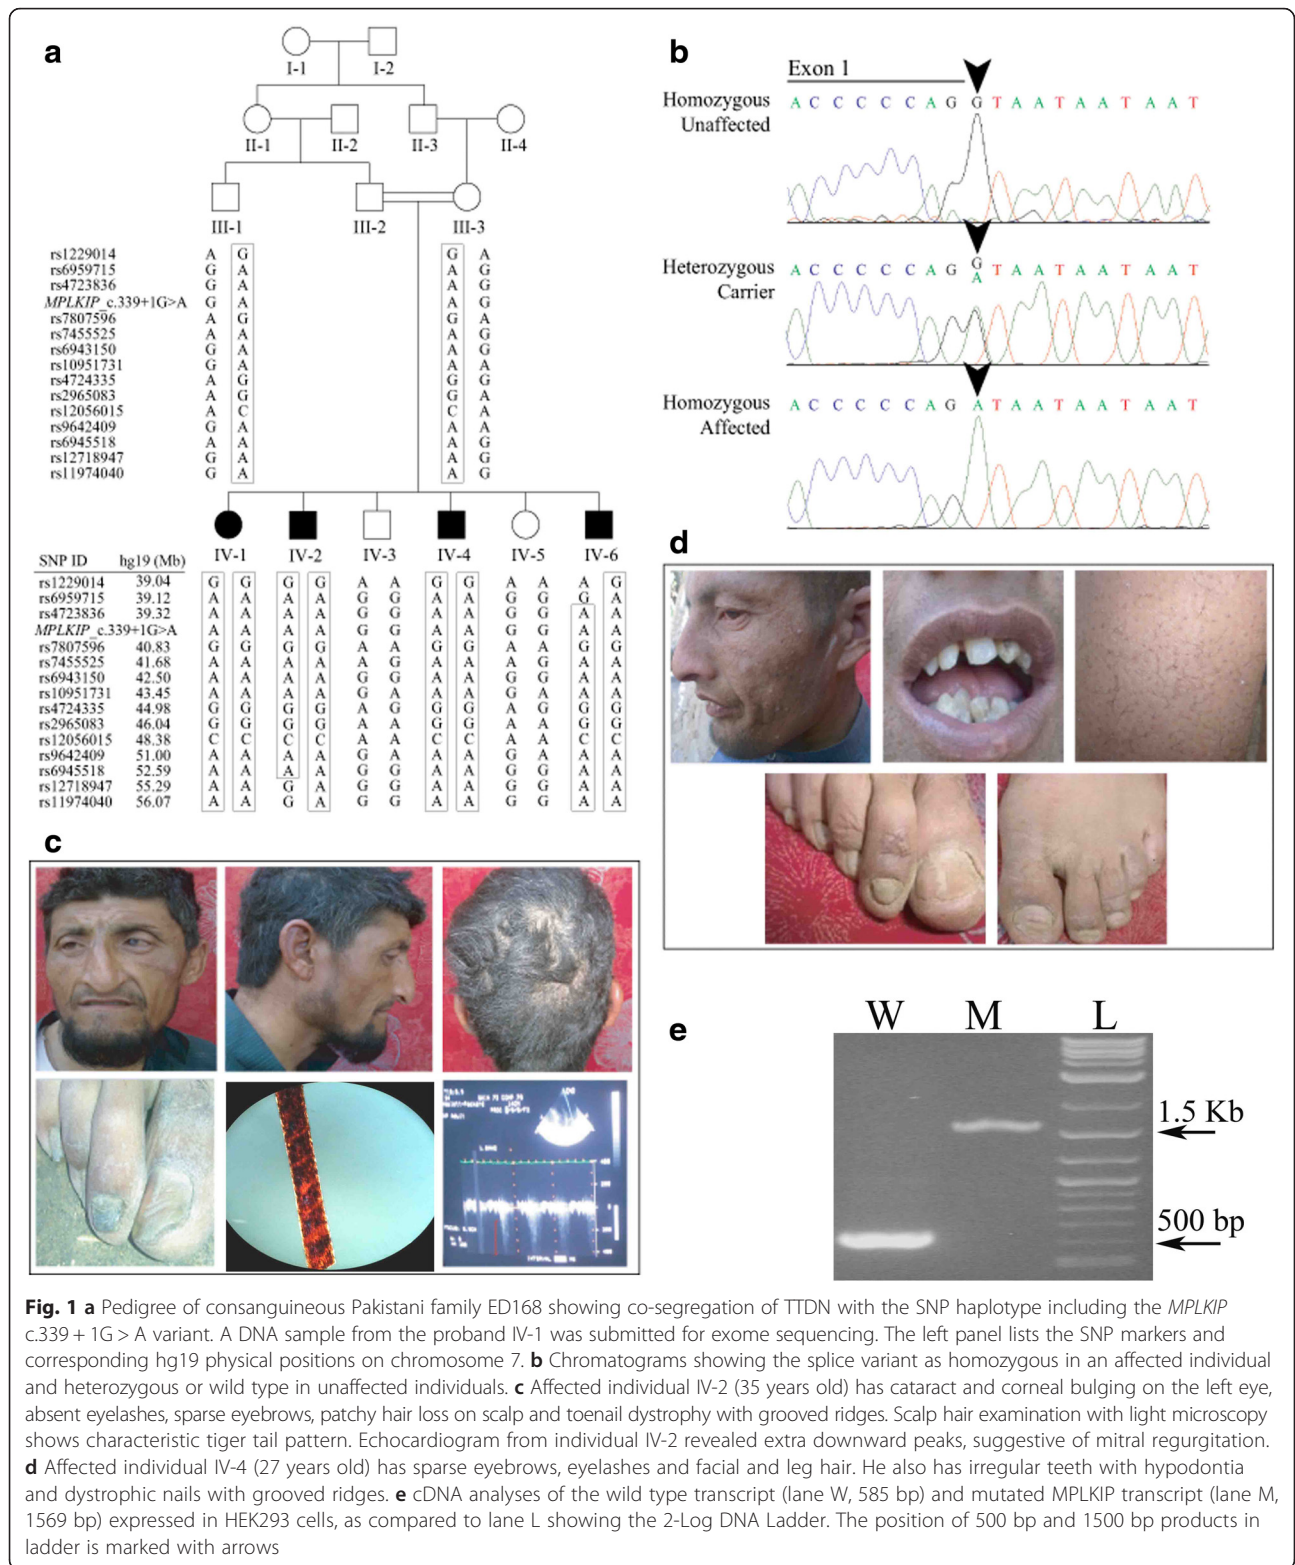 a
I-1
I-2
II-1
II-2
II-3
II-4
III-1
III-2
III-3
rs1229014 A G G A
rs6959715 G A A G
rs4723836 G A A G
MPLKIP_c.339+1G>A G A A G
rs7807596 A G G A
rs7455525 A A A G
rs6943150 G A A G
rs10951731 G A A A
rs4724335 A G G G
rs2965083 A G G A
rs12056015 A C C A
rs9642409 G A A A
rs6945518 A A A G
rs12718947 G A A G
rs11974040 G A A G
IV-1 IV-2 IV-3 IV-4 IV-5 IV-6
SNP ID hg19 (Mb)
rs1229014 39.04 G G G G A A G G A A A G
rs6959715 39.12 A A A A G G A A G G G A
rs4723836 39.32 A A A A G G A A G G A A
MPLKIP_c.339+1G>A A A A A G G A A G G A A
rs7807596 40.83 G G G G A A G G A A G G
rs7455525 41.68 A A A A A G A A A G A A
rs6943150 42.50 A A A A G G A A G G A A
rs10951731 43.45 A A A A G A A A G A A A
rs4724335 44.98 G G G G A G G G A G G G
rs2965083 46.04 G G G G A A G G A A G G
rs12056015 48.38 C C C C A A C C A A C C
rs9642409 51.00 A A A A G A A A G A A A
rs6945518 52.59 A A A A G G A A G G A A
rs12718947 55.29 A A G A G G A A G G A A
rs11974040 56.07 A A G A G G A A G G A A
b
Exon 1
Homozygous
Unaffected
A C C C C C A G G T A A T A A T A A T
Heterozygous
Carrier
A C C C C C A G G T A A T A A T A A T
A
Homozygous
Affected
A C C C C C A G A T A A T A A T A A T
c
d
e
W M L
1.5 Kb
500 bp
Fig. 1 a Pedigree of consanguineous Pakistani family ED168 showing co-segregation of TTDN with the SNP haplotype including the MPLKIP
c.339 + 1G > A variant. A DNA sample from the proband IV-1 was submitted for exome sequencing. The left panel lists the SNP markers and
corresponding hg19 physical positions on chromosome 7. b Chromatograms showing the splice variant as homozygous in an affected individual
and heterozygous or wild type in unaffected individuals. c Affected individual IV-2 (35 years old) has cataract and corneal bulging on the left eye,
absent eyelashes, sparse eyebrows, patchy hair loss on scalp and toenail dystrophy with grooved ridges. Scalp hair examination with light microscopy
shows characteristic tiger tail pattern. Echocardiogram from individual IV-2 revealed extra downward peaks, suggestive of mitral regurgitation.
d Affected individual IV-4 (27 years old) has sparse eyebrows, eyelashes and facial and leg hair. He also has irregular teeth with hypodontia
and dystrophic nails with grooved ridges. e cDNA analyses of the wild type transcript (lane W, 585 bp) and mutated MPLKIP transcript (lane M,
1569 bp) expressed in HEK293 cells, as compared to lane L showing the 2-Log DNA Ladder. The position of 500 bp and 1500 bp products in
ladder is marked with arrows